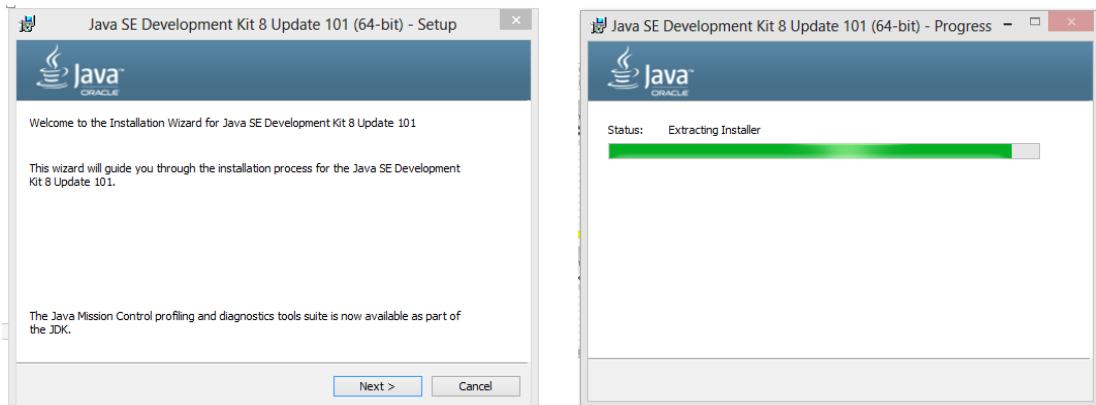 Java SE Development Kit 8 Update 101 (64-bit) - Setup
Java
ORACLE
Welcome to the Installation Wizard for Java SE Development Kit 8 Update 101
This wizard will guide you through the installation process for the Java SE Development
Kit 8 Update 101.
The Java Mission Control profiling and diagnostics tools suite is now available as part of
the JDK.
Next >
Cancel
Java SE Development Kit 8 Update 101 (64-bit) - Progress
Java
ORACLE
Status: Extracting Installer